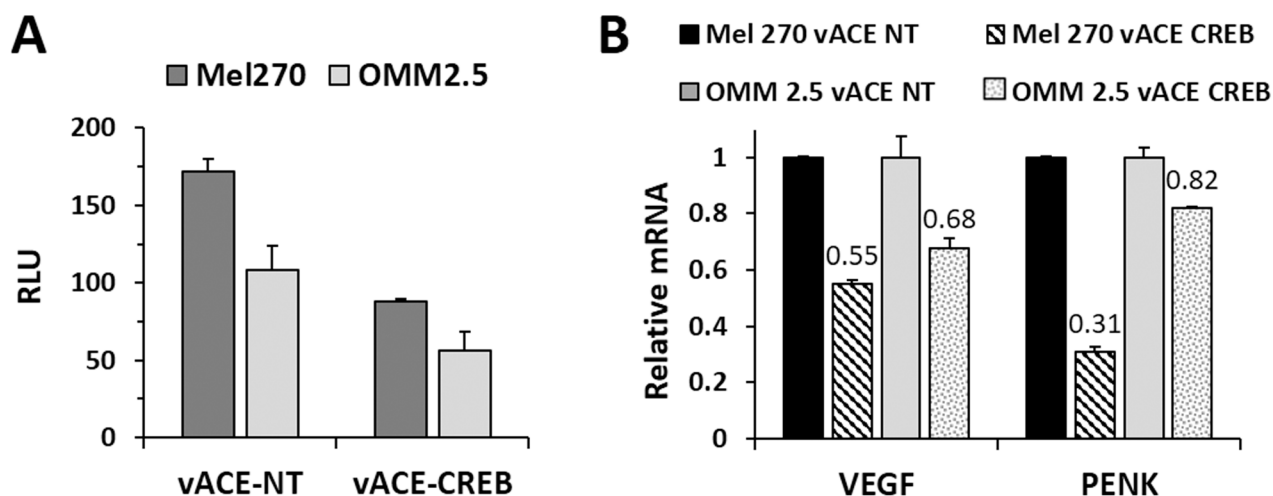 A
Mel270 OMM2.5
200
150
100
50
0
RLU
vACE-NT vACE-CREB
B
Mel 270 vACE NT Mel 270 vACE CREB
OMM 2.5 vACE NT OMM 2.5 vACE CREB
1
0.8
0.6
0.4
0.2
0
Relative mRNA
0.55
0.68
0.31
0.82
VEGF PENK